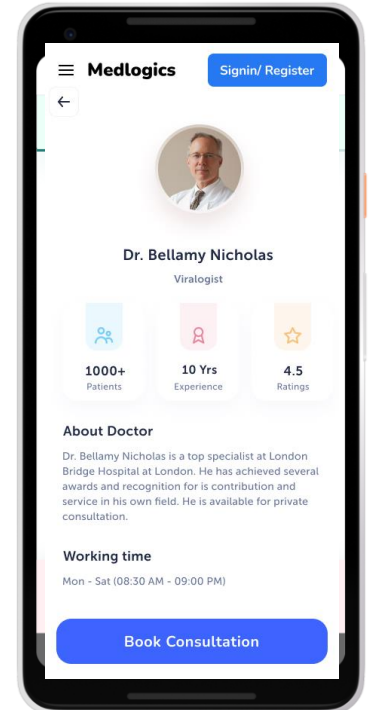 Medlogics
Signin/ Register
Dr. Bellamy Nicholas
Viralogist
1000+
Patients
10 Yrs
Experience
4.5
Ratings
About Doctor
Dr. Bellamy Nicholas is a top specialist at London
Bridge Hospital at London. He has achieved several
awards and recognition for is contribution and
service in his own field. He is available for private
consultation.
Working time
Mon - Sat (08:30 AM - 09:00 PM)
Book Consultation